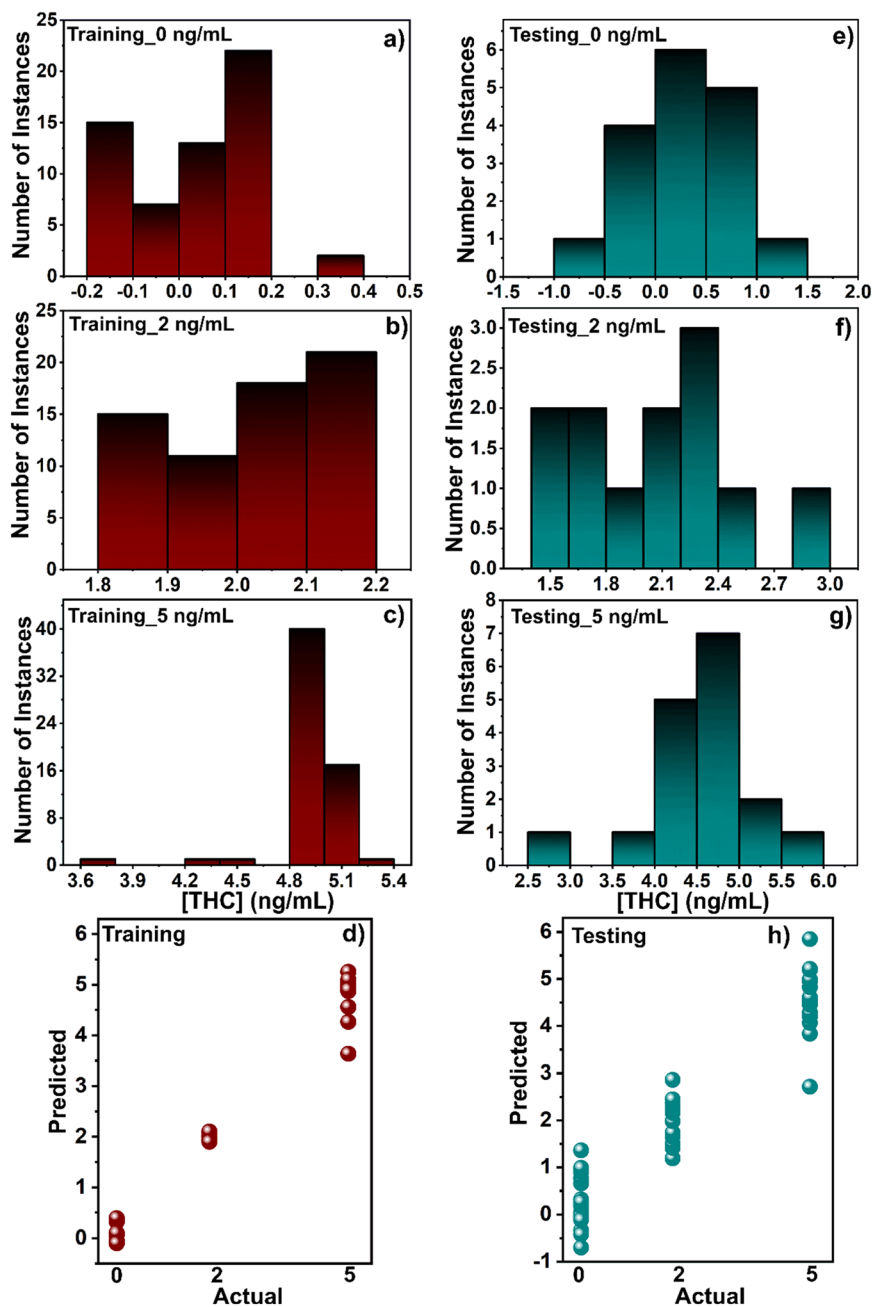 Training_0 ng/mL
a)
Number of Instances
25
20
15
10
5
0
-0.2 -0.1 0.0 0.1 0.2 0.3 0.4 0.5
Training_2 ng/mL
b)
Number of Instances
25
20
15
10
5
0
1.8 1.9 2.0 2.1 2.2
Training_5 ng/mL
c)
Number of Instances
40
32
24
16
8
0
3.6 3.9 4.2 4.5 4.8 5.1 5.4
[THC] (ng/mL)
Training
d)
Predicted
6
5
4
3
2
1
0
0 2 5
Actual
Testing_0 ng/mL
e)
Number of Instances
6
5
4
3
2
1
0
-1.5 -1.0 -0.5 0.0 0.5 1.0 1.5 2.0
Testing_2 ng/mL
f)
Number of Instances
3.0
2.5
2.0
1.5
1.0
0.5
0.0
1.5 1.8 2.1 2.4 2.7 3.0
Testing_5 ng/mL
g)
Number of Instances
8
7
6
5
4
3
2
1
0
2.5 3.0 3.5 4.0 4.5 5.0 5.5 6.0
[THC] (ng/mL)
Testing
h)
Predicted
6
5
4
3
2
1
0
-1
0 2 5
Actual